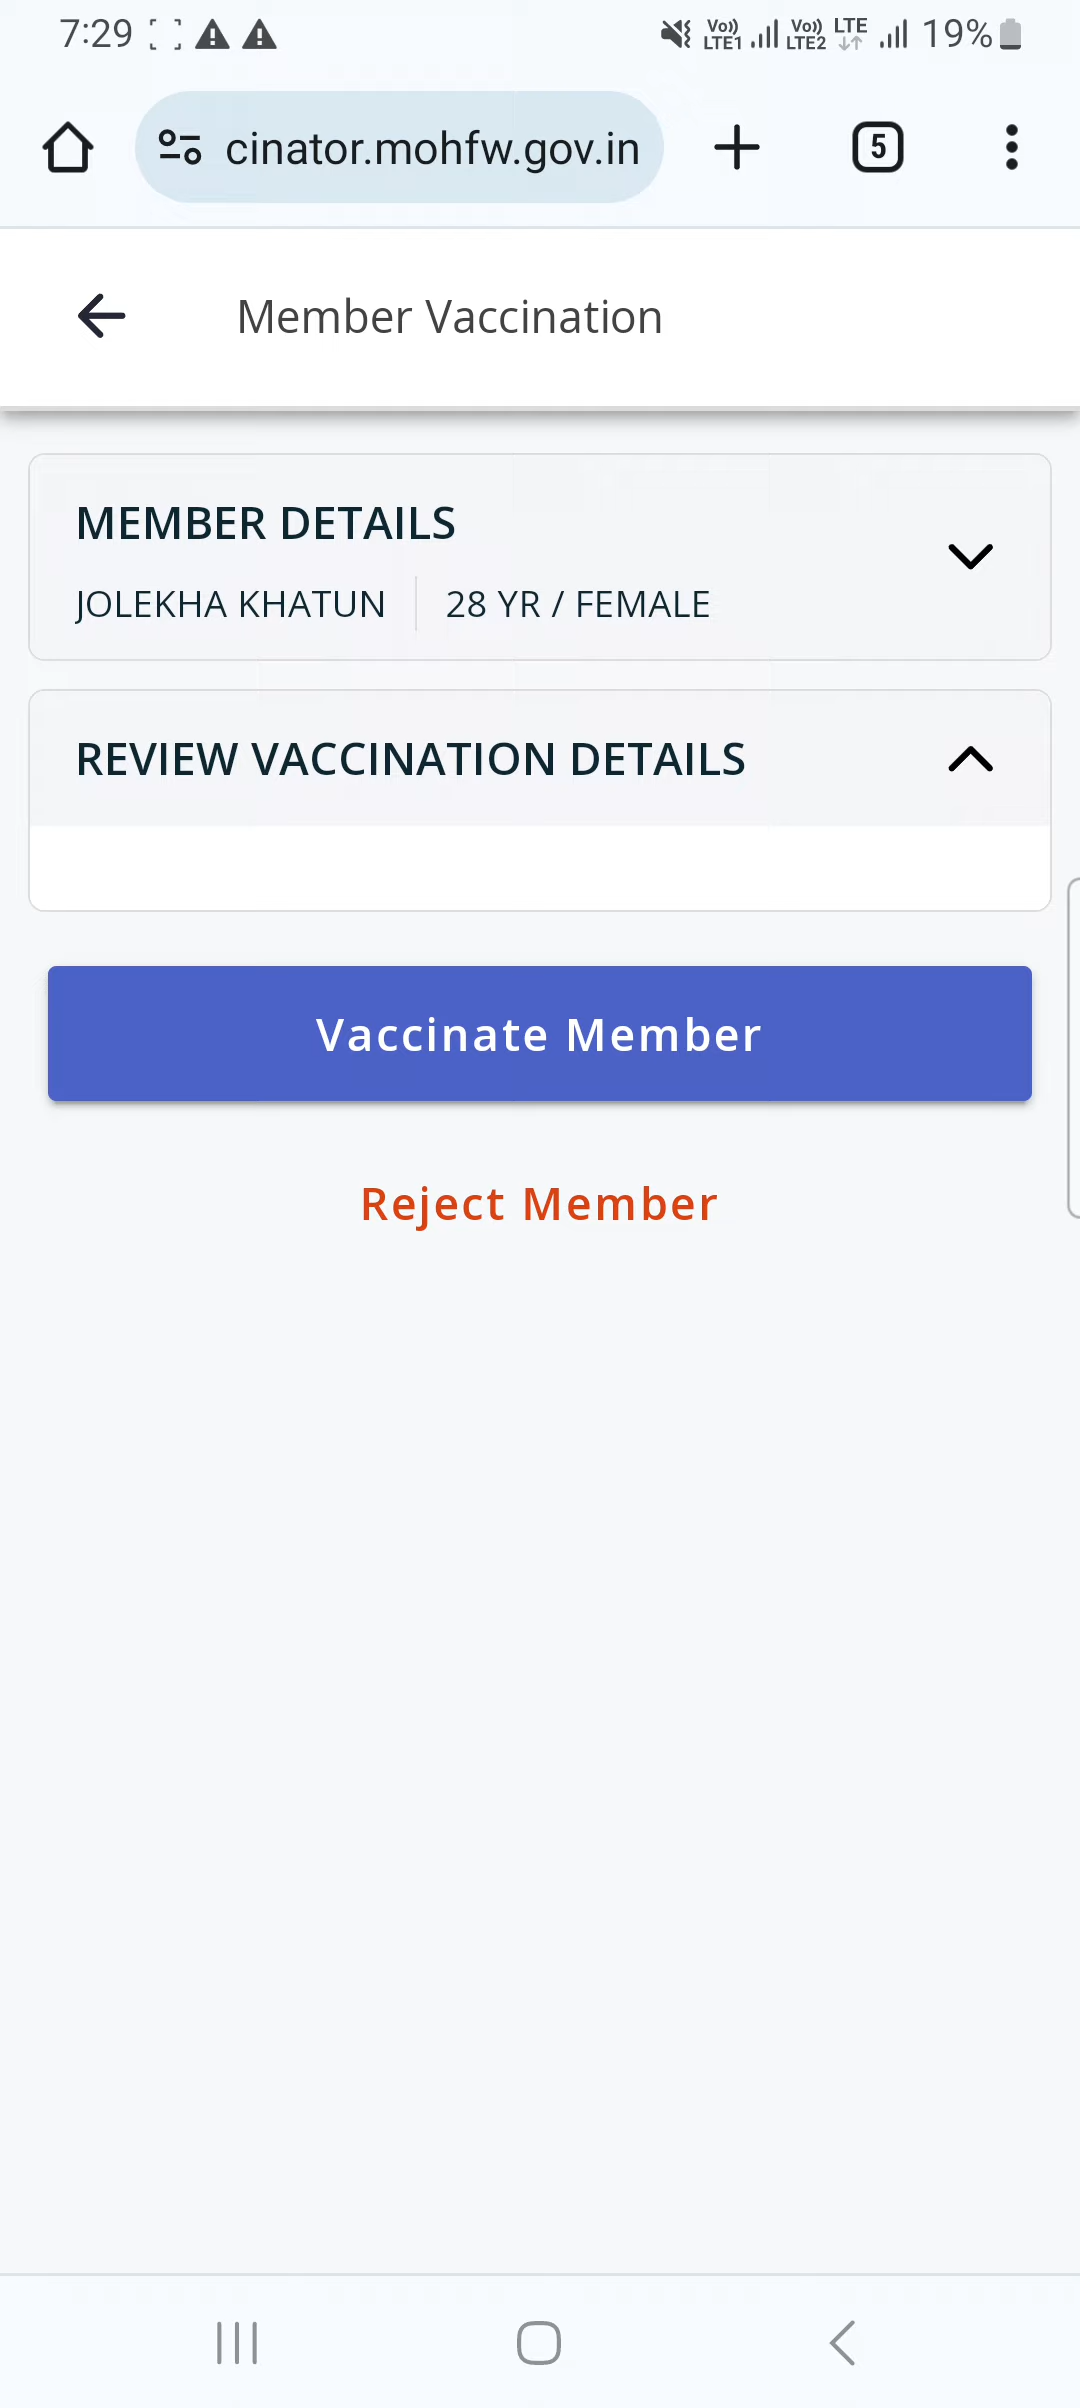 7:29
Vo)) LTE1 Vo)) LTE2 LTE 19%
cinator.mohfw.gov.in
5
Member Vaccination
MEMBER DETAILS
JOLEKHA KHATUN 28 YR / FEMALE
REVIEW VACCINATION DETAILS
Vaccinate Member
Reject Member